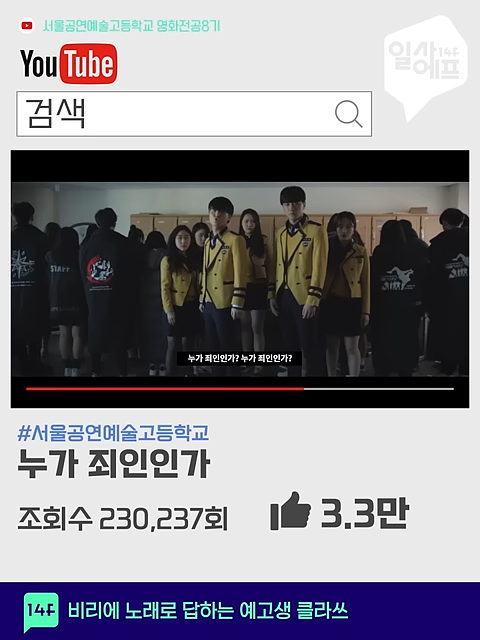 서울공연예술고등학교 영화전공8기
일사에프 14F
YouTube
검색
STAFF
누가 죄인인가? 누가 죄인인가?
#서울공연예술고등학교
누가 죄인인가
조회수 230,237회
3.3만
14F 비리에 노래로 답하는 예고생 클라쓰